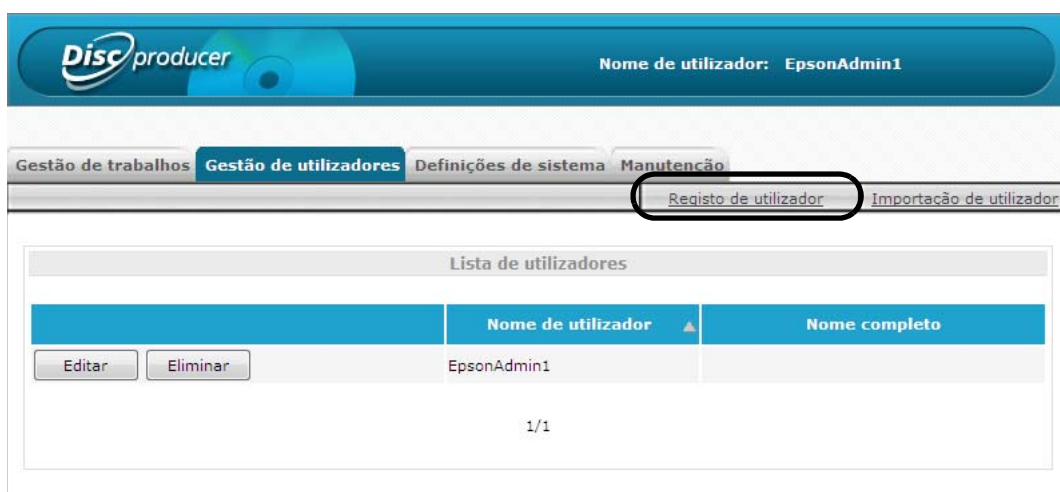 Disc producer
Nome de utilizador: EpsonAdmin1
Gestão de trabalhos Gestão de utilizadores Definições de sistema Manutenção
Registo de utilizador Importação de utilizador
Lista de utilizadores
Nome de utilizador Nome completo
Editar Eliminar EpsonAdmin1
1/1